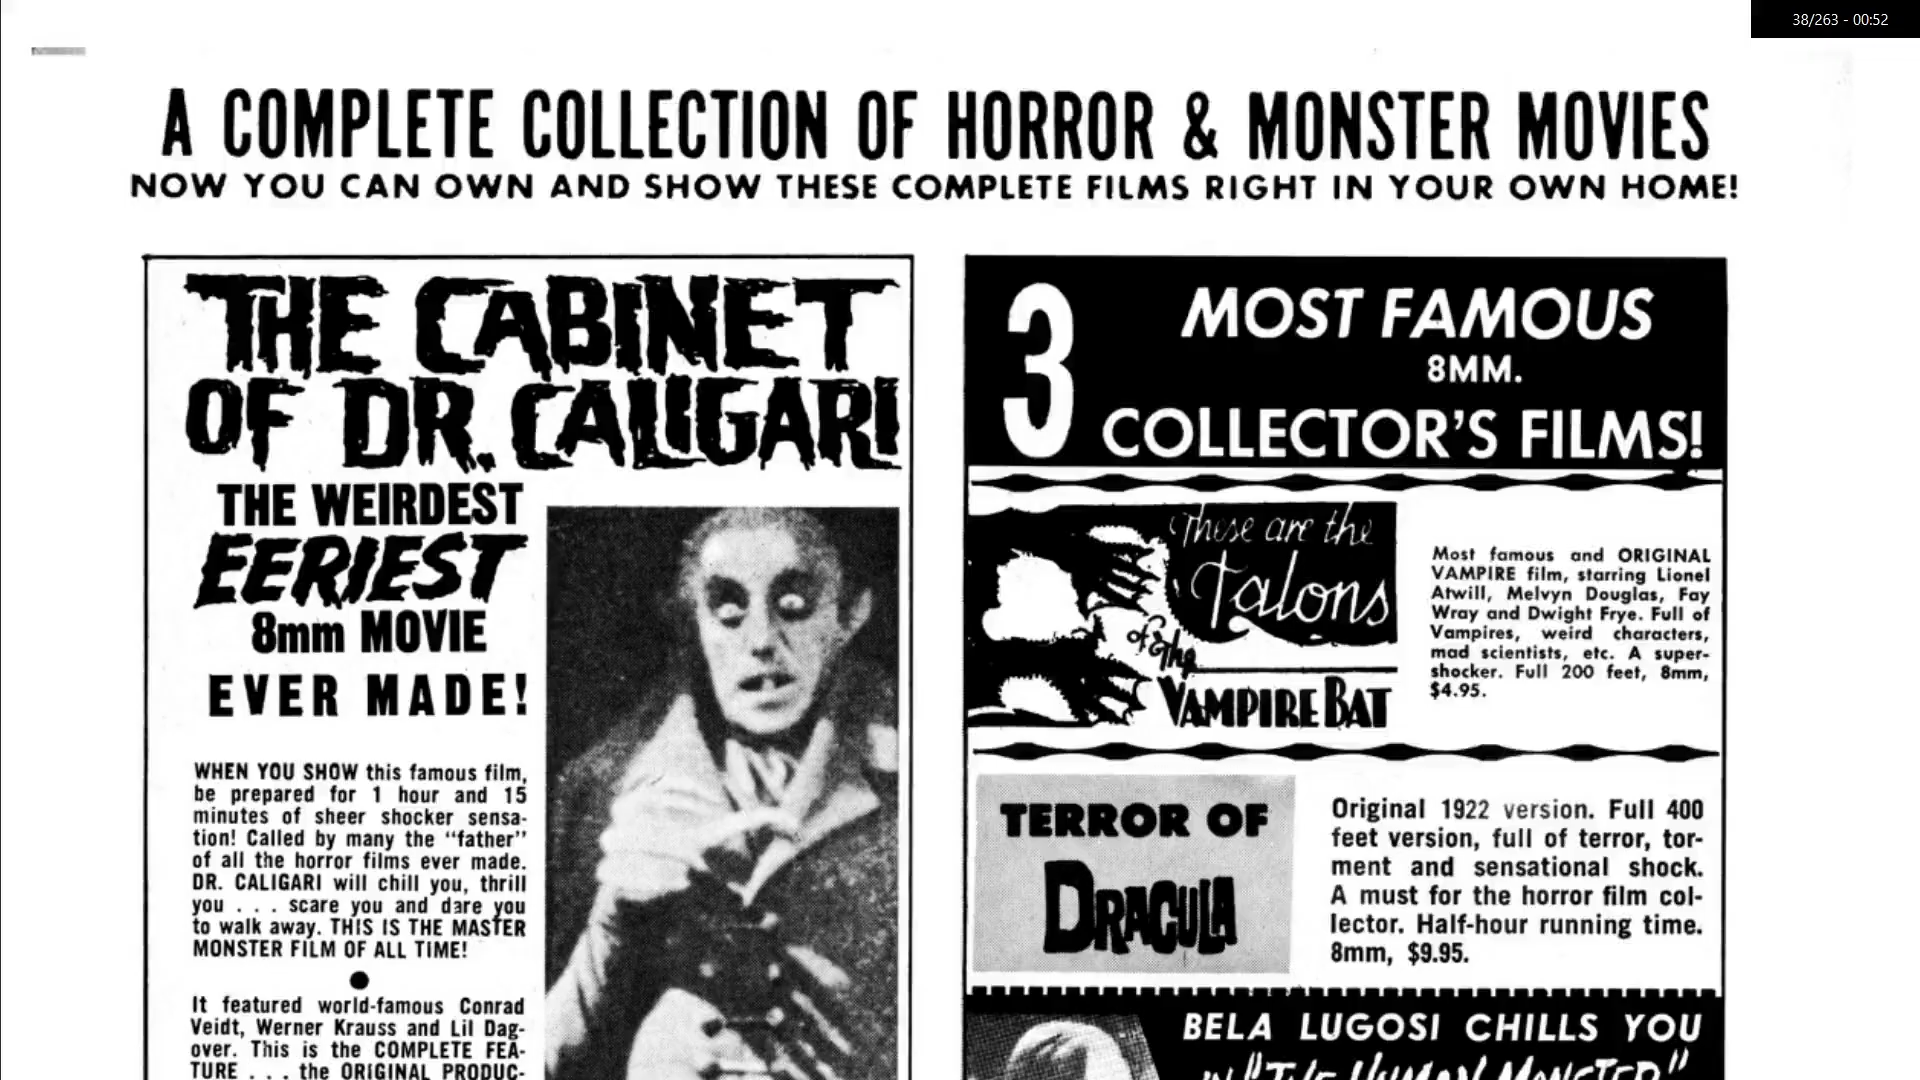 38/263 - 00:52
A COMPLETE COLLECTION OF HORROR & MONSTER MOVIES
NOW YOU CAN OWN AND SHOW THESE COMPLETE FILMS RIGHT IN YOUR OWN HOME!
THE CABINET
OF DR. CALIGARI
THE WEIRDEST
EERIEST
8mm MOVIE
EVER MADE!
WHEN YOU SHOW this famous film,
be prepared for 1 hour and 15
minutes of sheer shocker sensa-
tion! Called by many the “father”
of all the horror films ever made.
DR. CALIGARI will chill you, thrill
you . . . scare you and dare you
to walk away. THIS IS THE MASTER
MONSTER FILM OF ALL TIME!
It featured world-famous Conrad
Veidt, Werner Krauss and Lil Dag-
over. This is the COMPLETE FEA-
TURE . . . the ORIGINAL PRODUC-
3 MOST FAMOUS
8MM.
COLLECTOR'S FILMS!
These are the
Talons
of the
VAMPIRE BAT
Most famous and ORIGINAL
VAMPIRE film, starring Lionel
Atwill, Melvyn Douglas, Fay
Wray and Dwight Frye. Full of
Vampires, weird characters,
mad scientists, etc. A super-
shocker. Full 200 feet, 8mm,
$4.95.
TERROR OF
DRACULA
Original 1922 version. Full 400
feet version, full of terror, tor-
ment and sensational shock.
A must for the horror film col-
lector. Half-hour running time.
8mm, $9.95.
BELA LUGOSI CHILLS YOU
IN "THE HUMAN MONSTER"